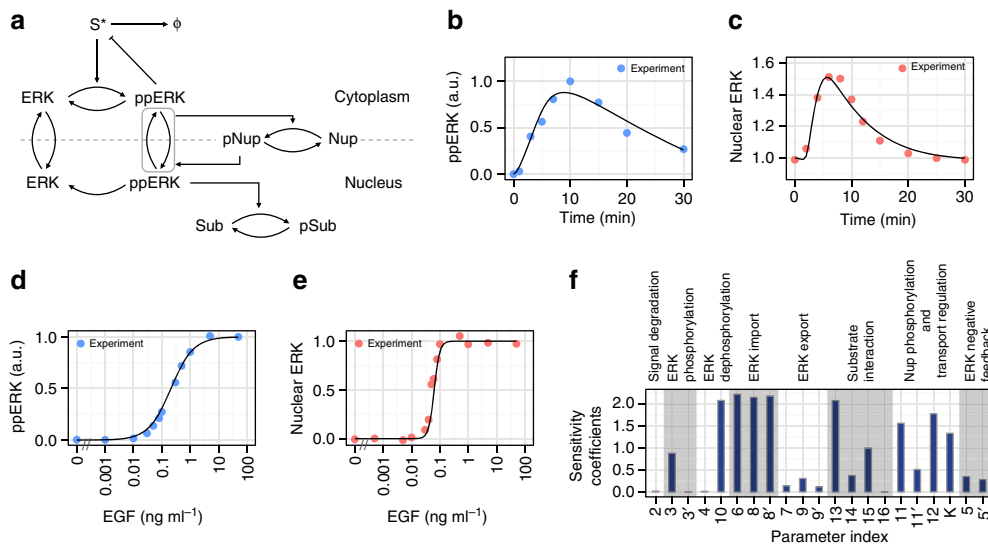 a
S* ϕ
ERK ppERK Cytoplasm
pNup Nup
ERK ppERK Nucleus
Sub pSub
b
Experiment
1.0
0.5
0.0
ppERK (a.u.)
0 10 20 30
Time (min)
c
Experiment
1.6
1.4
1.2
1.0
Nuclear ERK
0 10 20 30
Time (min)
d
Experiment
1.0
0.5
0.0
ppERK (a.u.)
0 0.001 0.01 0.1 1 10 100
EGF (ng ml⁻¹)
e
Experiment
1.0
0.5
0.0
Nuclear ERK
0 0.001 0.1 10 100
EGF (ng ml⁻¹)
f
Signal degradation
ERK
phosphorylation
ERK
dephosphorylation
ERK import
ERK export
Substrate
interaction
Nup phosphorylation
and
transport regulation
ERK negative
feedback
2.0
1.5
1.0
0.5
0.0
Sensitivity
coefficients
2 3 3′ 4 10 6 8 8′ 7 9 9′ 13 14 15 16 11 11′ 12 K 5 5′
Parameter index